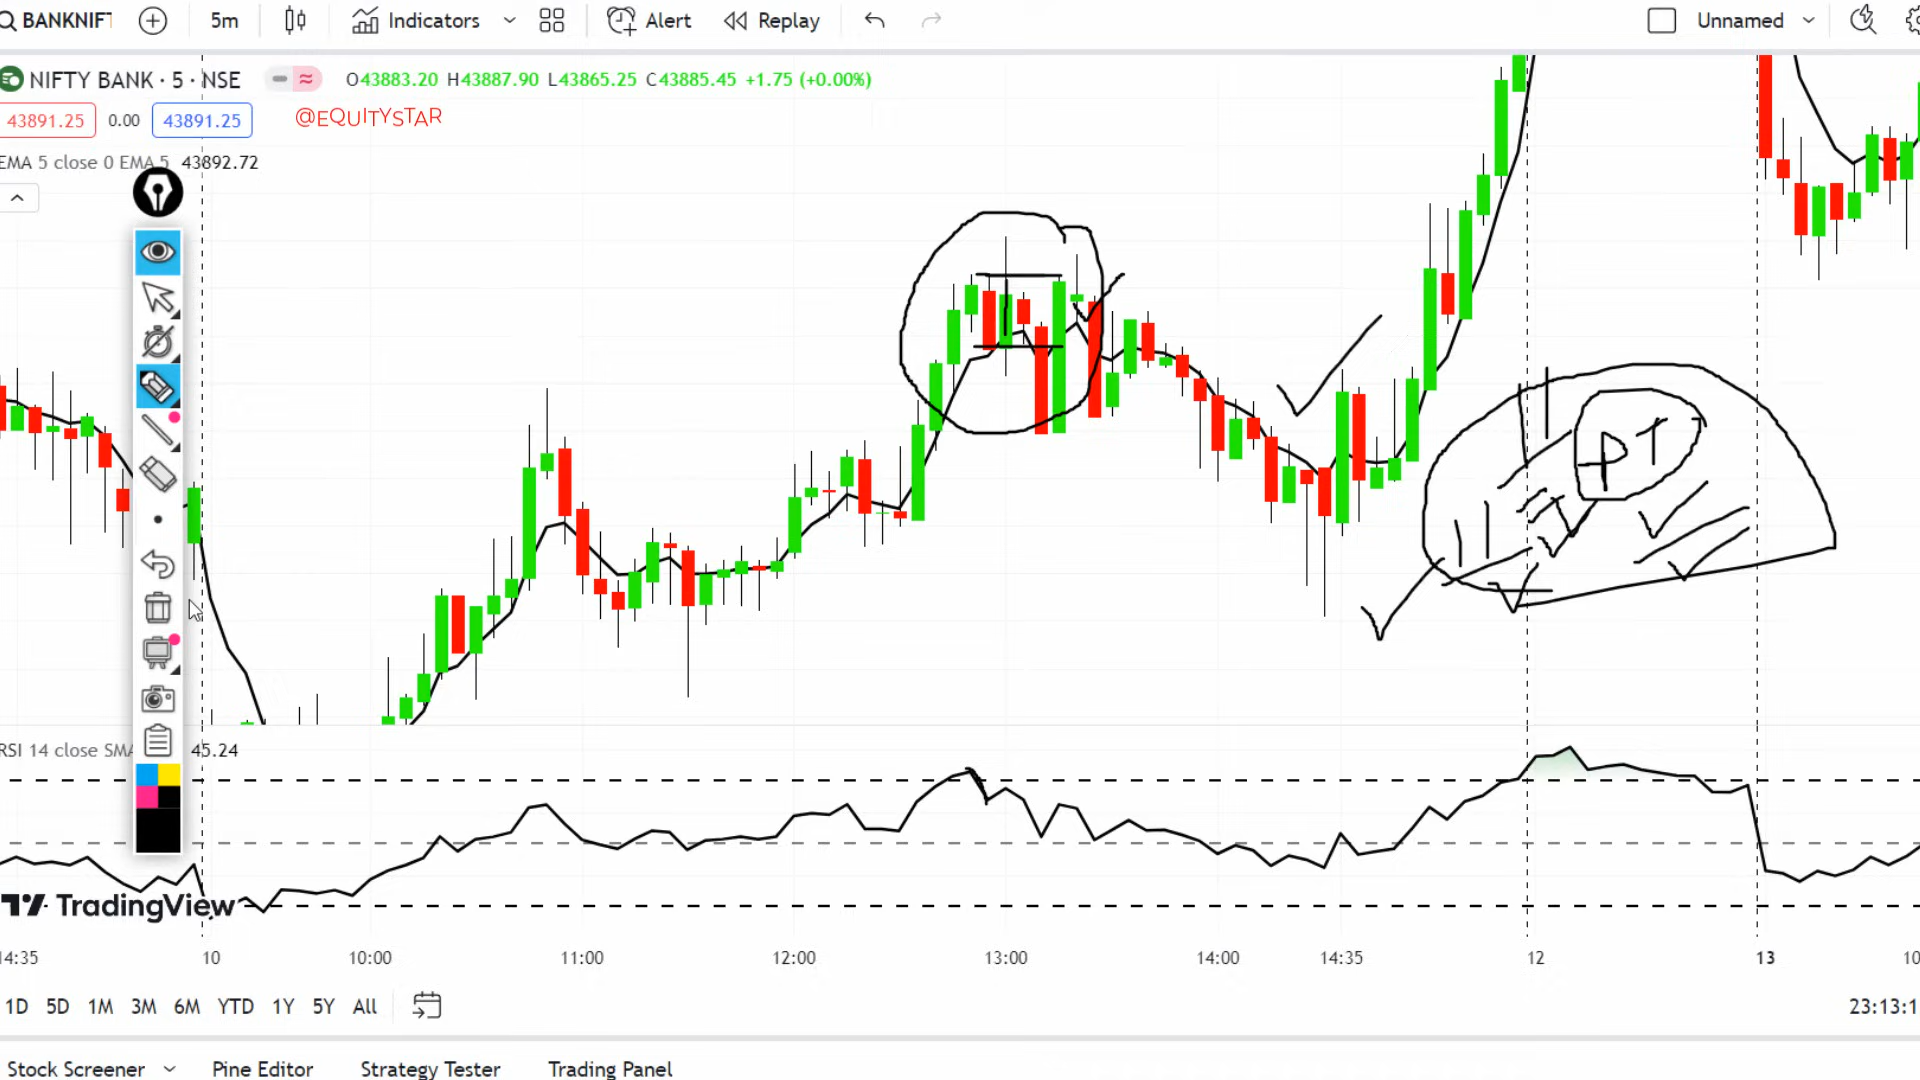 BANKNIFT 5m Indicators Alert Replay Unnamed
NIFTY BANK · 5 · NSE O43883.20 H43887.90 L43865.25 C43885.45 +1.75 (+0.00%)
43891.25 0.00 43891.25 @EQUITYSTAR
EMA 5 close 0 EMA 5 43892.72
PT
RSI 14 close SMA 45.24
TradingView
14:35 10 10:00 11:00 12:00 13:00 14:00 14:35 12 13 10
1D 5D 1M 3M 6M YTD 1Y 5Y All 23:13:1
Stock Screener Pine Editor Strategy Tester Trading Panel